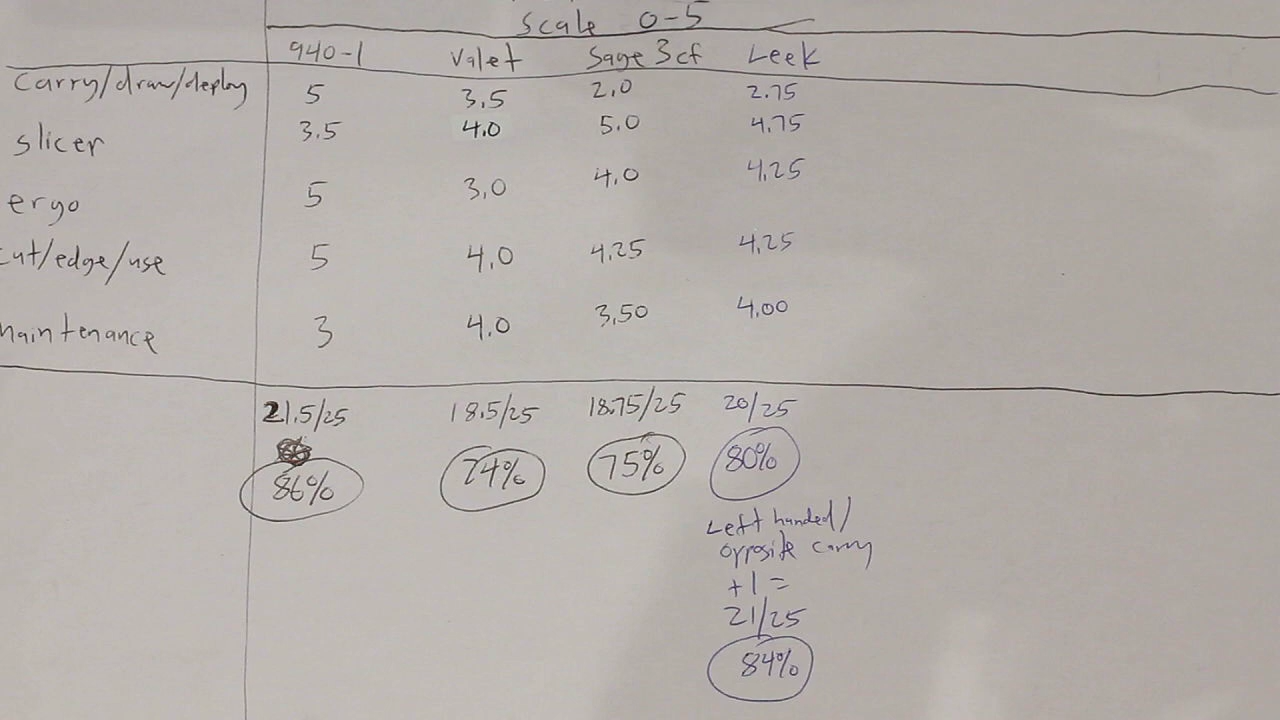 Scale 0-5
940-1 Valet Sage 3cf Leek
Carry/draw/deploy 5 3.5 2.0 2.75
slicer 3.5 4.0 5.0 4.75
ergo 5 3.0 4.0 4.25
cut/edge/use 5 4.0 4.25 4.25
maintenance 3 4.0 3.50 4.00
21.5/25 18.5/25 18.75/25 20/25
86% 74% 75% 80%
Left handed/
opposite carry
+1 =
21/25
84%